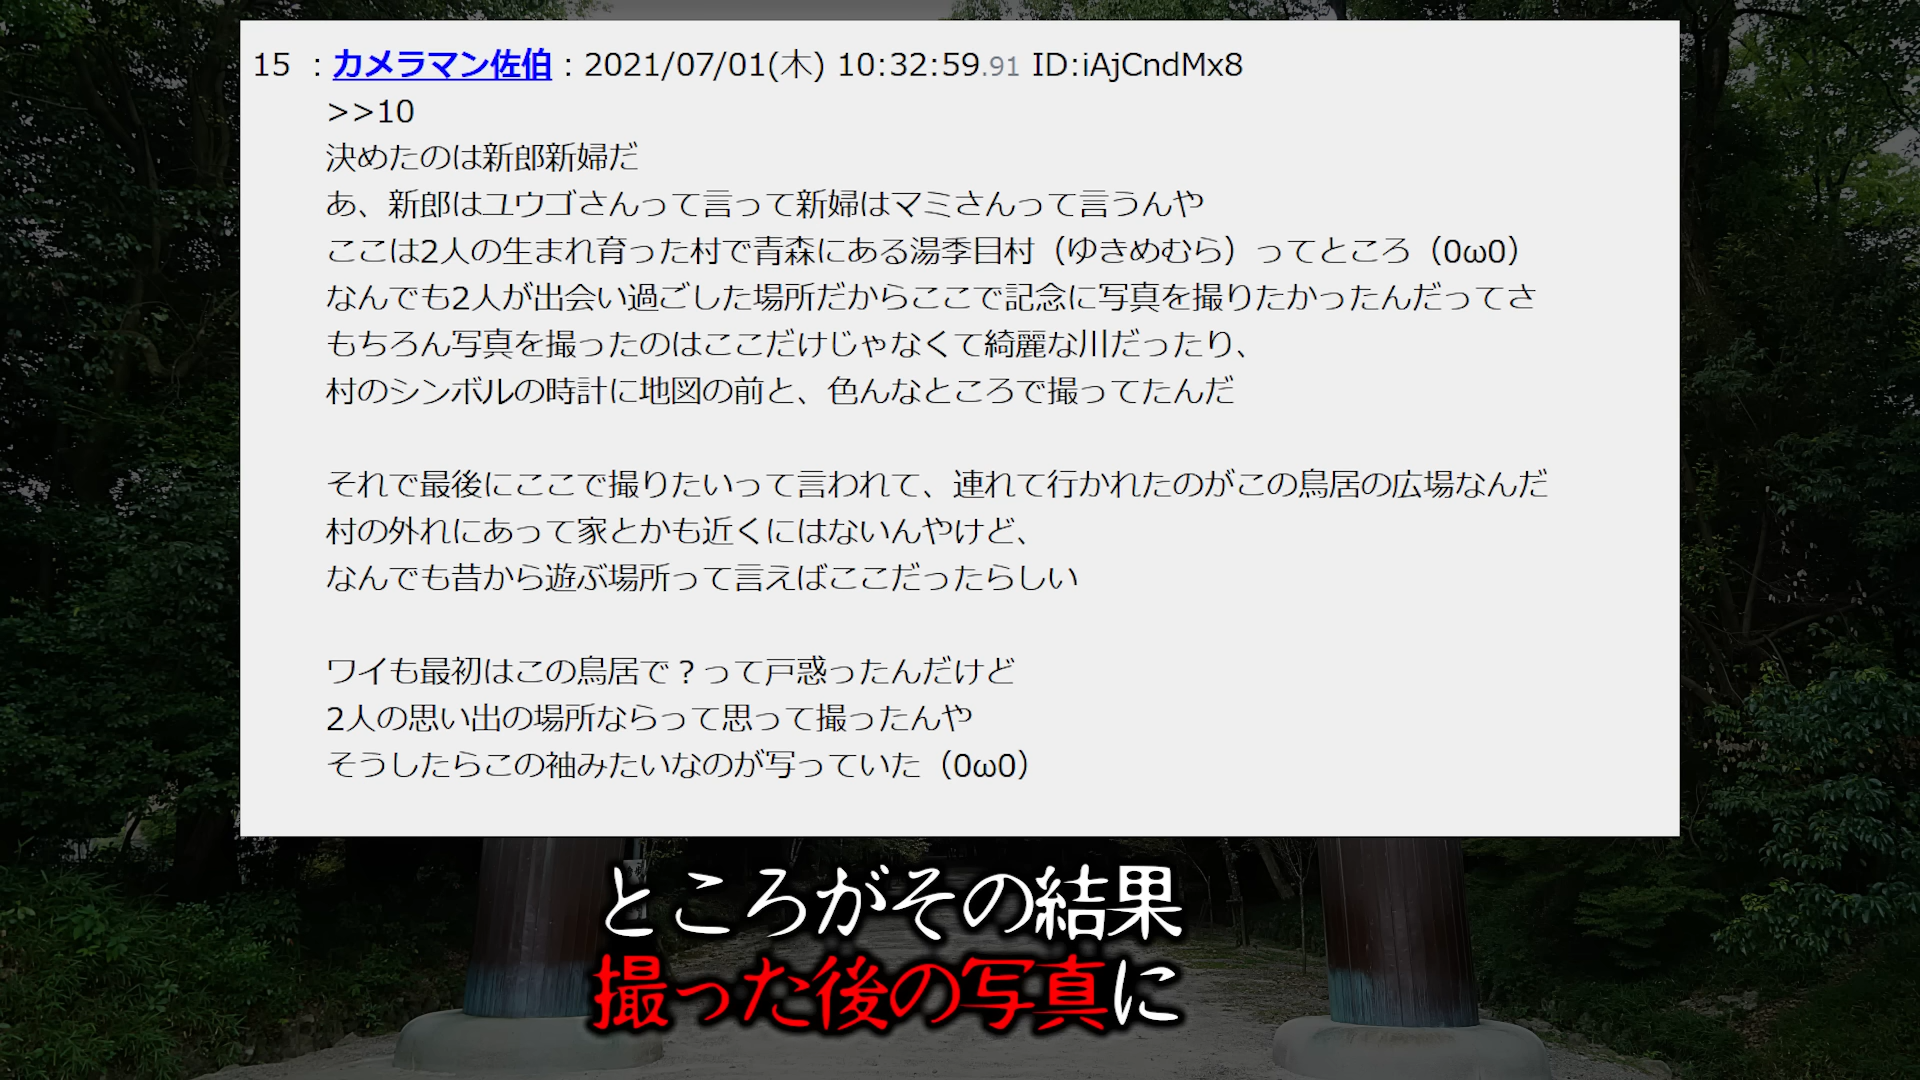 15 ：カメラマン佐伯：2021/07/01(木) 10:32:59.91 ID:iAjCndMx8
>>10
決めたのは新郎新婦だ
あ、新郎はユウゴさんって言って新婦はマミさんって言うんや
ここは2人の生まれ育った村で青森にある湯季目村（ゆきめむら）ってところ（0ω0）
なんでも2人が出会い過ごした場所だからここで記念に写真を撮りたかったんだってさ
もちろん写真を撮ったのはここだけじゃなくて綺麗な川だったり、
村のシンボルの時計に地図の前と、色んなところで撮ってたんだ
それで最後にここで撮りたいって言われて、連れて行かれたのがこの鳥居の広場なんだ
村の外れにあって家とかも近くにはないんやけど、
なんでも昔から遊ぶ場所って言えばここだったらしい
ワイも最初はこの鳥居で？って戸惑ったんだけど
2人の思い出の場所ならって思って撮ったんや
そうしたらこの袖みたいなのが写っていた（0ω0）
ところがその結果
撮った後の写真に